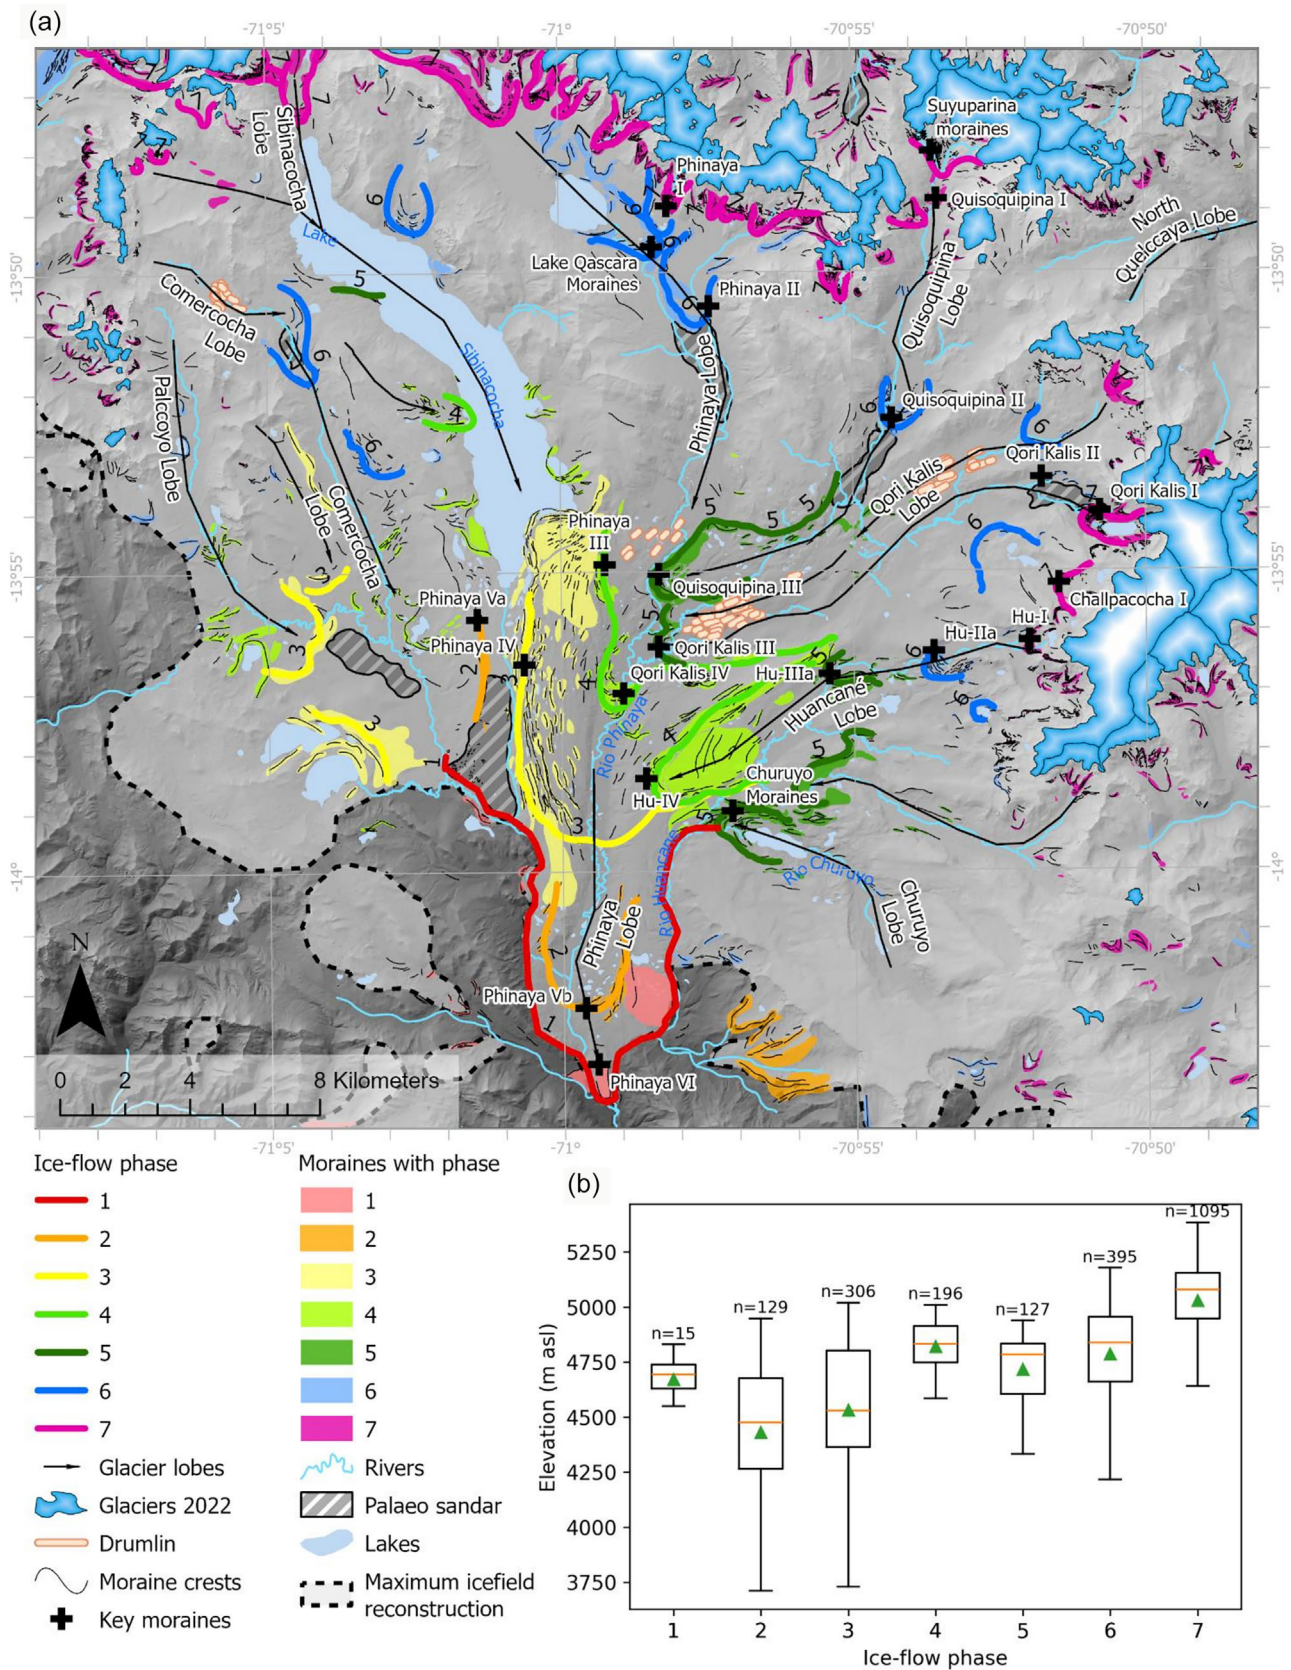 (a)
-71°5'
-71°
-70°55'
-70°50'
-13°50'
-13°55'
-14°
Sibinacocha
Lobe
Suyuparina
moraines
Phinaya
I
Quisoquipina I
North
Quelccaya Lobe
Lake
Lake Qascara
Moraines
Quisoquipina
Lobe
5
6
7
Comercocha
Lobe
Phinaya II
Sibinacocha
Phinaya Lobe
Palccoyo Lobe
4
Quisoquipina II
Qori Kalis II
Qori Kalis
Lobe
Qori Kalis I
Comercocha
Lobe
Phinaya
III
3
Quisoquipina III
Challpacocha I
Phinaya Va
Hu-I
Hu-IIa
Phinaya IV
Qori Kalis III
Qori Kalis IV
Hu-IIIa
2
Huancané
Lobe
Rio Phinaya
1
Churuyo
Moraines
Hu-IV
Rio Huancane
Rio Churuyo
Churuyo
Lobe
Phinaya
Lobe
N
Phinaya Vb
Phinaya VI
0 2 4 8 Kilometers
-71°5'
-71°
-70°55'
-70°50'
Ice-flow phase
1
2
3
4
5
6
7
Glacier lobes
Glaciers 2022
Drumlin
Moraine crests
Key moraines
Moraines with phase
1
2
3
4
5
6
7
Rivers
Palaeo sandar
Lakes
Maximum icefield
reconstruction
(b)
Elevation (m asl)
5250
5000
4750
4500
4250
4000
3750
n=15
n=129
n=306
n=196
n=127
n=395
n=1095
1 2 3 4 5 6 7
Ice-flow phase